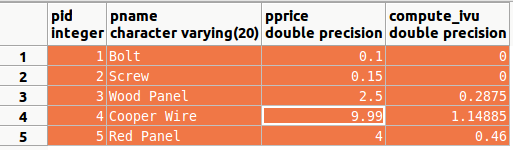 pid pname pprice compute_ivu
integer character varying(20) double precision double precision
1 1 Bolt 0.1 0
2 2 Screw 0.15 0
3 3 Wood Panel 2.5 0.2875
4 4 Cooper Wire 9.99 1.14885
5 5 Red Panel 4 0.46